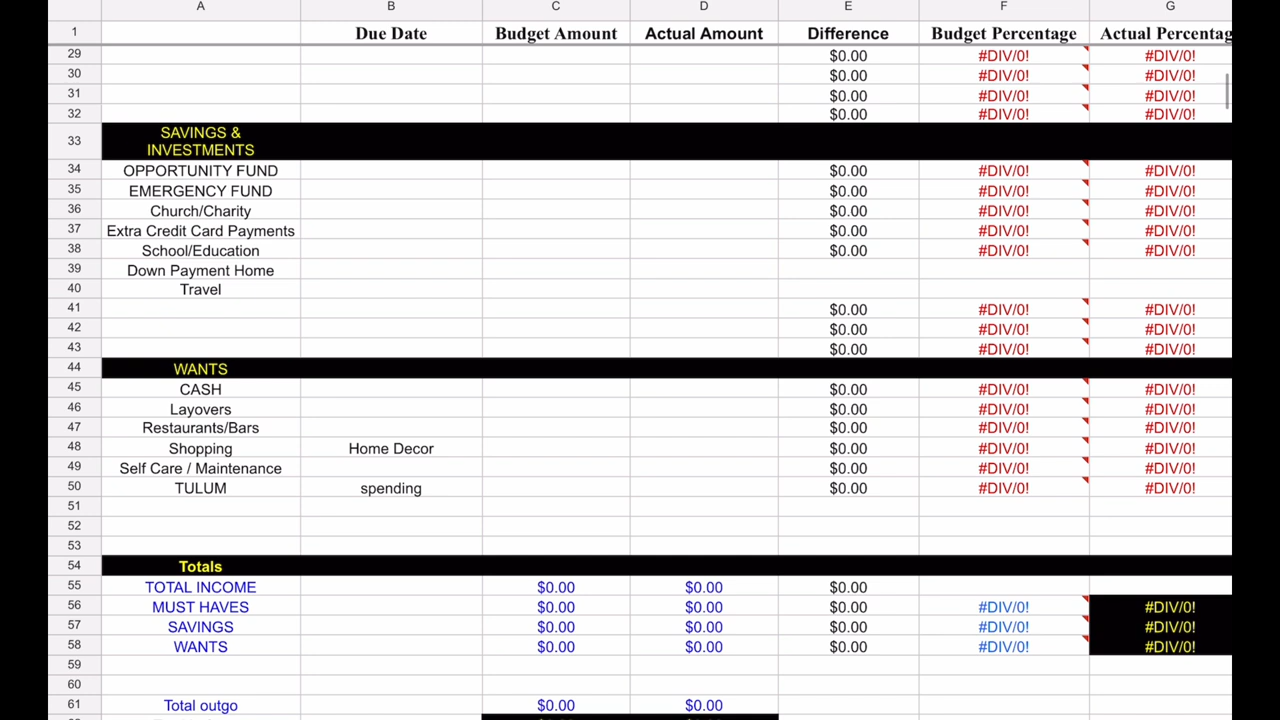 A B C D E F G
1 Due Date Budget Amount Actual Amount Difference Budget Percentage Actual Percentag
29 $0.00 #DIV/0! #DIV/0!
30 $0.00 #DIV/0! #DIV/0!
31 $0.00 #DIV/0! #DIV/0!
32 $0.00 #DIV/0! #DIV/0!
33 SAVINGS &
INVESTMENTS
34 OPPORTUNITY FUND $0.00 #DIV/0! #DIV/0!
35 EMERGENCY FUND $0.00 #DIV/0! #DIV/0!
36 Church/Charity $0.00 #DIV/0! #DIV/0!
37 Extra Credit Card Payments $0.00 #DIV/0! #DIV/0!
38 School/Education $0.00 #DIV/0! #DIV/0!
39 Down Payment Home
40 Travel
41 $0.00 #DIV/0! #DIV/0!
42 $0.00 #DIV/0! #DIV/0!
43 $0.00 #DIV/0! #DIV/0!
44 WANTS
45 CASH $0.00 #DIV/0! #DIV/0!
46 Layovers $0.00 #DIV/0! #DIV/0!
47 Restaurants/Bars $0.00 #DIV/0! #DIV/0!
48 Shopping Home Decor $0.00 #DIV/0! #DIV/0!
49 Self Care / Maintenance $0.00 #DIV/0! #DIV/0!
50 TULUM spending $0.00 #DIV/0! #DIV/0!
51
52
53
54 Totals
55 TOTAL INCOME $0.00 $0.00 $0.00
56 MUST HAVES $0.00 $0.00 $0.00 #DIV/0! #DIV/0!
57 SAVINGS $0.00 $0.00 $0.00 #DIV/0! #DIV/0!
58 WANTS $0.00 $0.00 $0.00 #DIV/0! #DIV/0!
59
60
61 Total outgo $0.00 $0.00